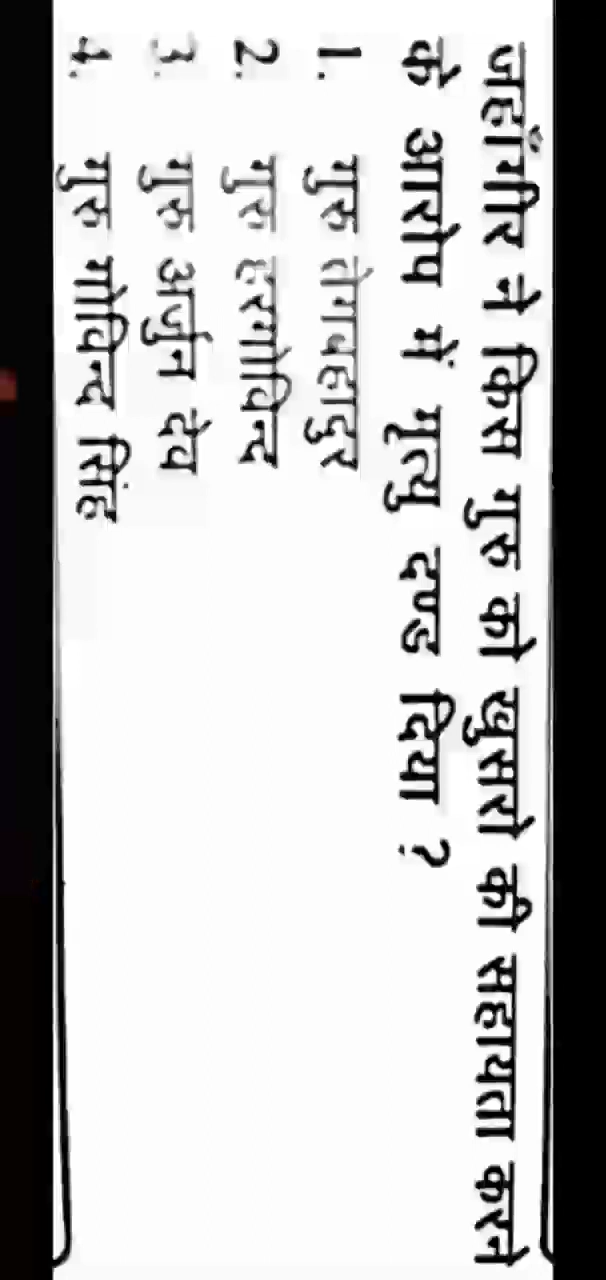 जहाँगीर ने किस गुरु को खुसरो की सहायता करने
के आरोप में मृत्यु दण्ड दिया ?
1. गुरु तेगबहादुर
2. गुरु हरगोविन्द
3. गुरु अर्जुन देव
4. गुरु गोविन्द सिंह